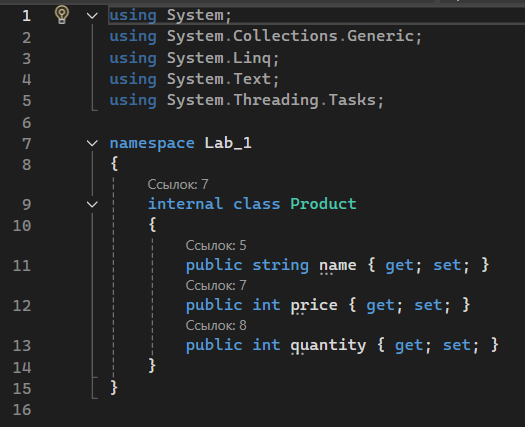 1 using System;
2 using System.Collections.Generic;
3 using System.Linq;
4 using System.Text;
5 using System.Threading.Tasks;
6
7 namespace Lab_1
8 {
Ссылок: 7
9 internal class Product
10 {
Ссылок: 5
11 public string name { get; set; }
Ссылок: 7
12 public int price { get; set; }
Ссылок: 8
13 public int quantity { get; set; }
14 }
15 }
16